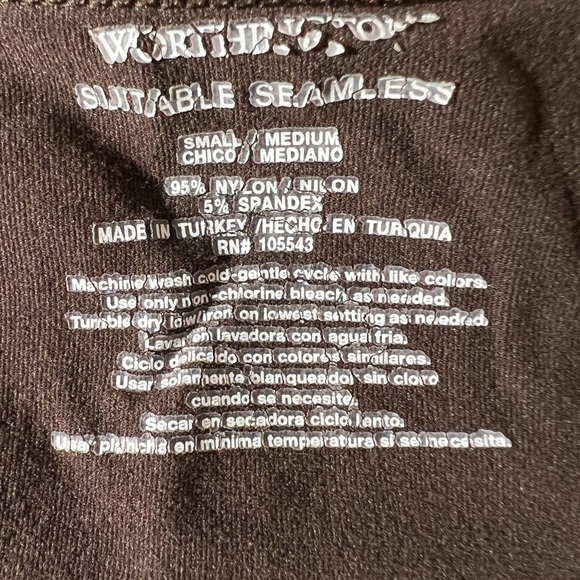 WORTHINGTON
SUITABLE SEAMLESS
SMALL / MEDIUM
CHICO / MEDIANO
95% NYLON / NILON
5% SPANDEX
MADE IN TURKEY /HECHO EN TURQUIA
RN# 105543
Machine wash cold-gentle cycle with like colors.
Use only non-chlorine bleach as needed.
Tumble dry low/iron on lowest setting as needed.
Lavar en lavadora con agua fria.
Ciclo delicado con colores similares.
Usar solamente blanqueador sin cloro
cuando se necesite.
Secar en secadora ciclo lento.
Usar plancha en minima temperatura si se necesita.